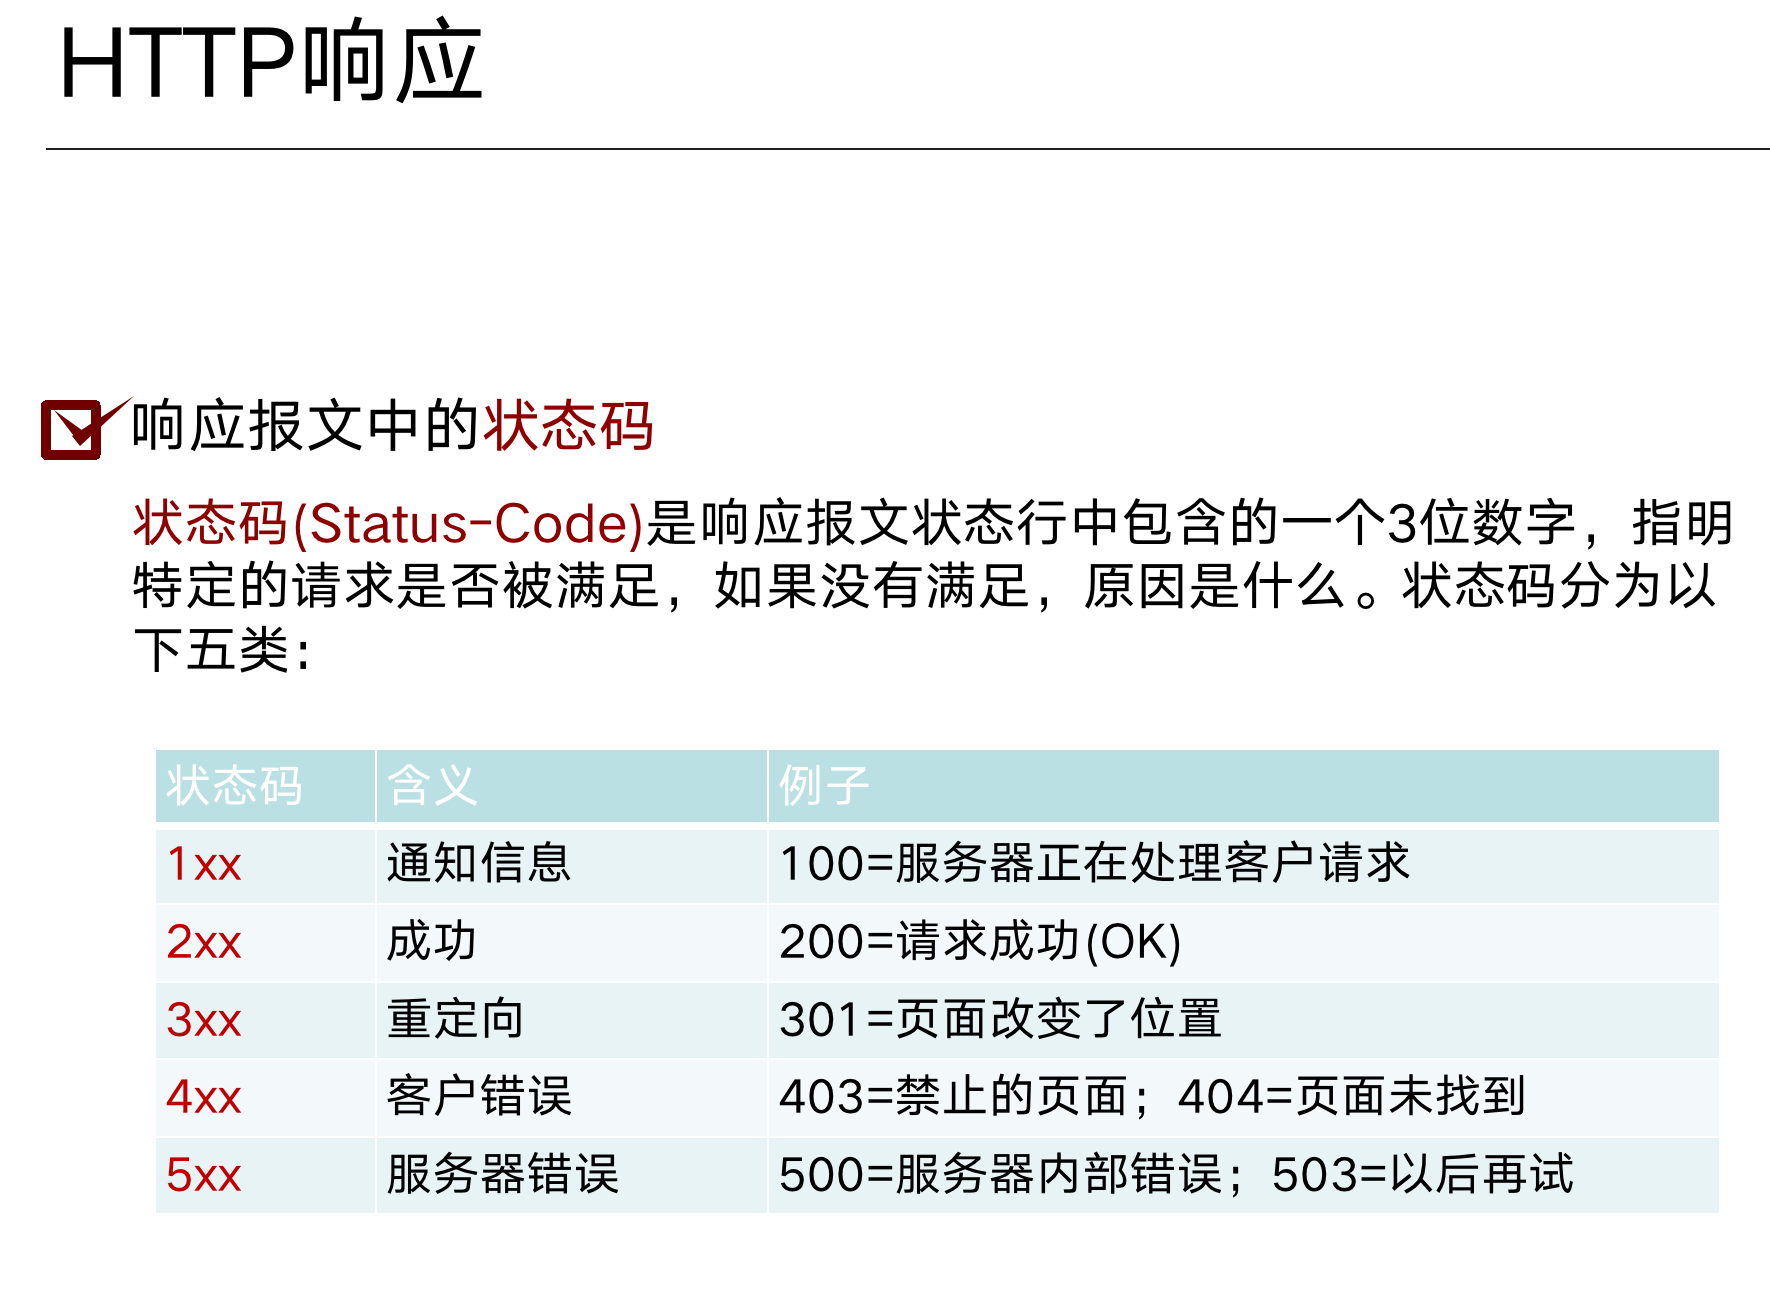 HTTP响应
响应报文中的状态码
状态码(Status-Code)是响应报文状态行中包含的一个3位数字，指明
特定的请求是否被满足，如果没有满足，原因是什么。状态码分为以
下五类：
状态码 含义 例子
1xx 通知信息 100=服务器正在处理客户请求
2xx 成功 200=请求成功(OK)
3xx 重定向 301=页面改变了位置
4xx 客户错误 403=禁止的页面；404=页面未找到
5xx 服务器错误 500=服务器内部错误；503=以后再试